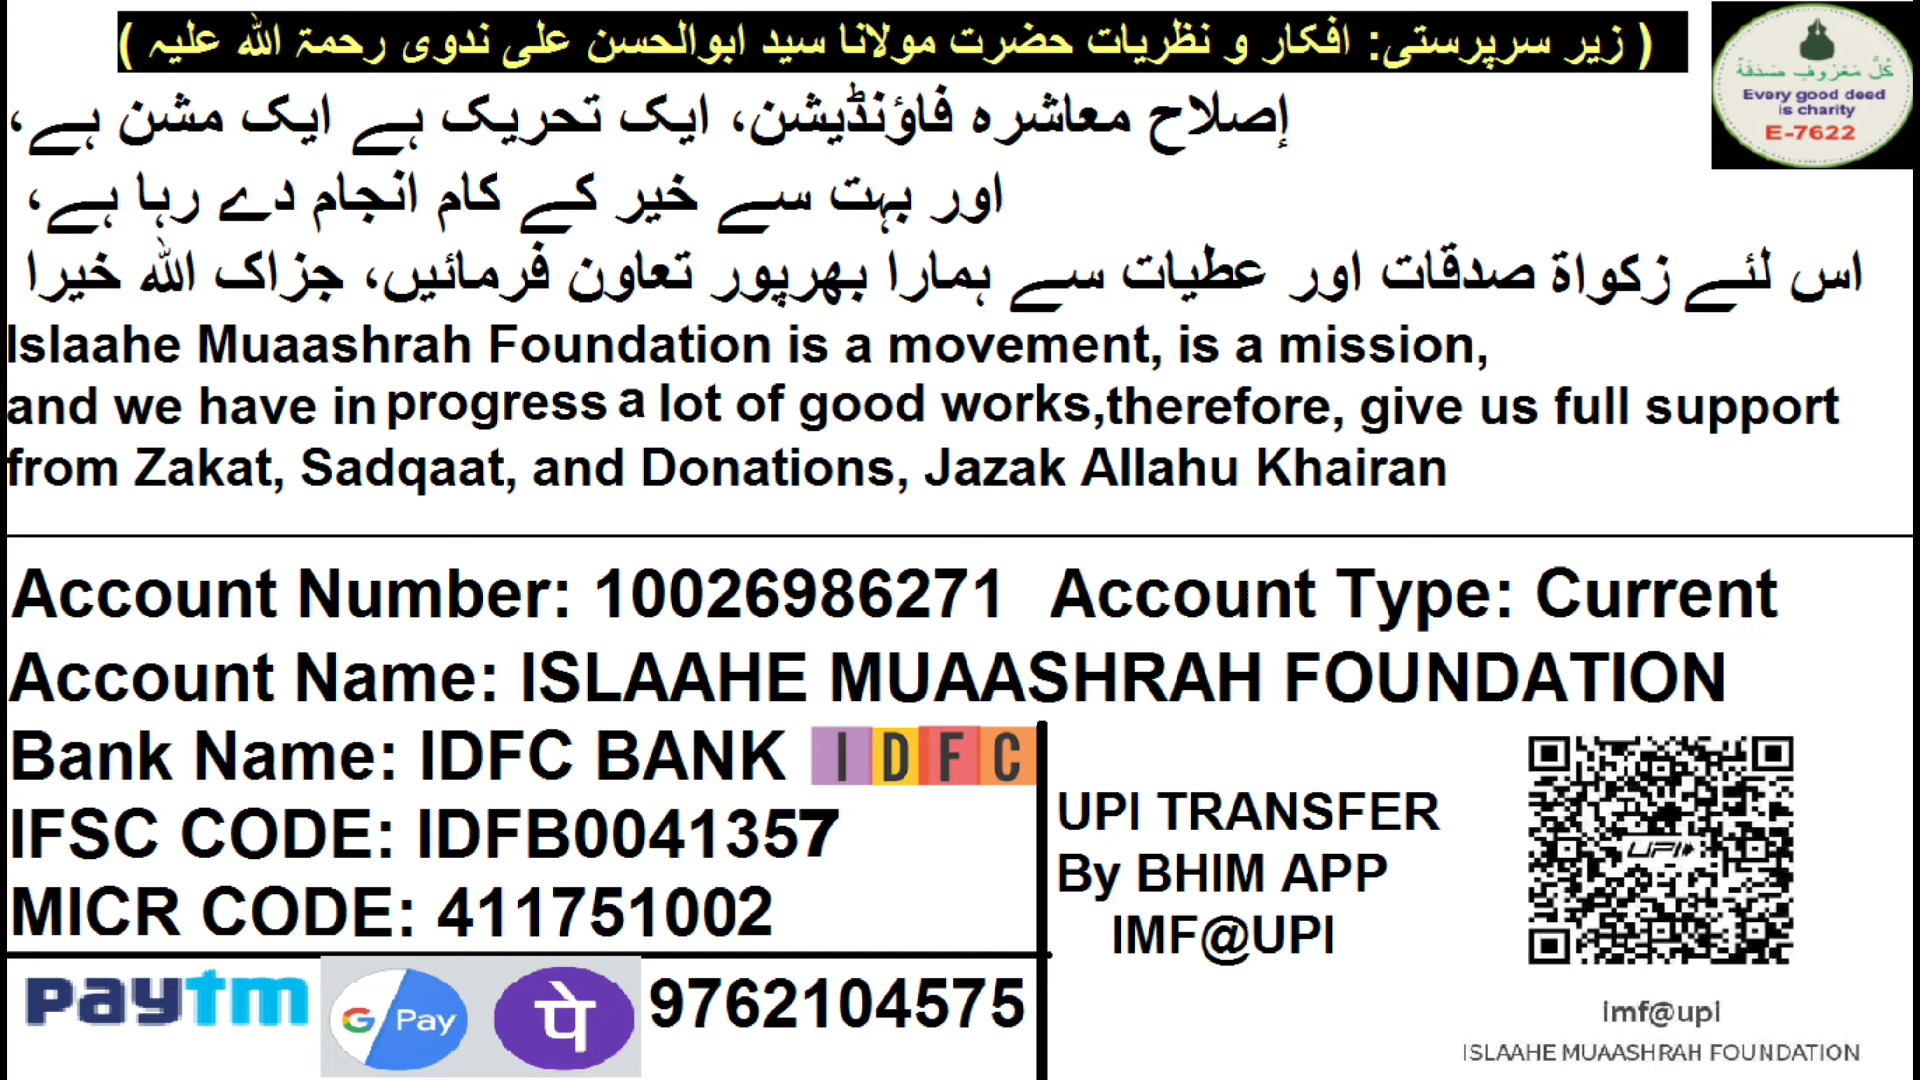 ( زیر سرپرستی: افکار و نظریات حضرت مولانا سید ابوالحسن علی ندوی رحمۃ اللہ علیہ )
كُلُّ مَعْرُوفٍ صَدَقَةٌ
Every good deed
is charity
E-7622
إصلاح معاشرہ فاؤنڈیشن، ایک تحریک ہے ایک مشن ہے،
اور بہت سے خیر کے کام انجام دے رہا ہے،
اس لئے زکواۃ صدقات اور عطیات سے ہمارا بھرپور تعاون فرمائیں، جزاک اللہ خیرا
Islaahe Muaashrah Foundation is a movement, is a mission,
and we have in progress a lot of good works,therefore, give us full support
from Zakat, Sadqaat, and Donations, Jazak Allahu Khairan
Account Number: 10026986271 Account Type: Current
Account Name: ISLAAHE MUAASHRAH FOUNDATION
Bank Name: IDFC BANK IDFC
IFSC CODE: IDFB0041357
MICR CODE: 411751002
UPI TRANSFER
By BHIM APP
IMF@UPI
UPI
imf@upi
ISLAAHE MUAASHRAH FOUNDATION
paytm G Pay पे 9762104575